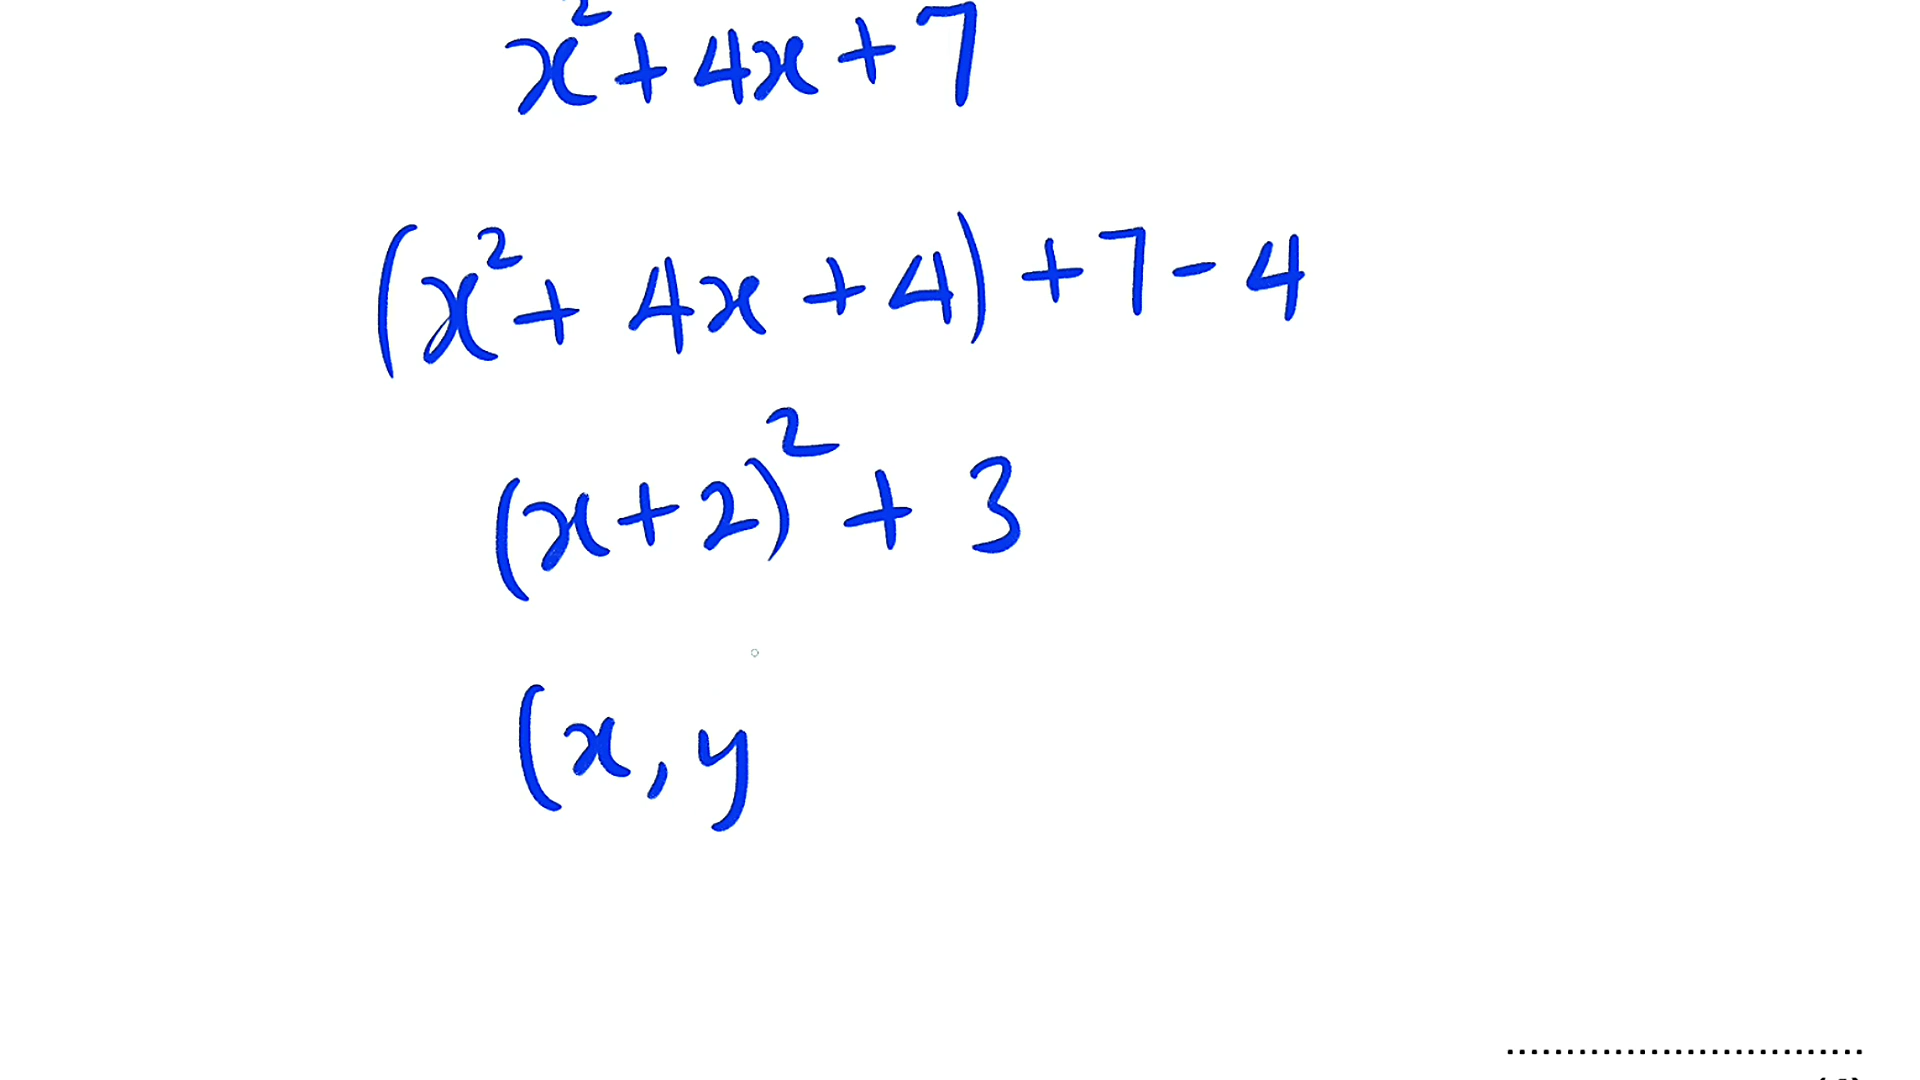 x² + 4x + 7
(x² + 4x + 4) + 7 - 4
(x + 2)² + 3
(x, y
..............................